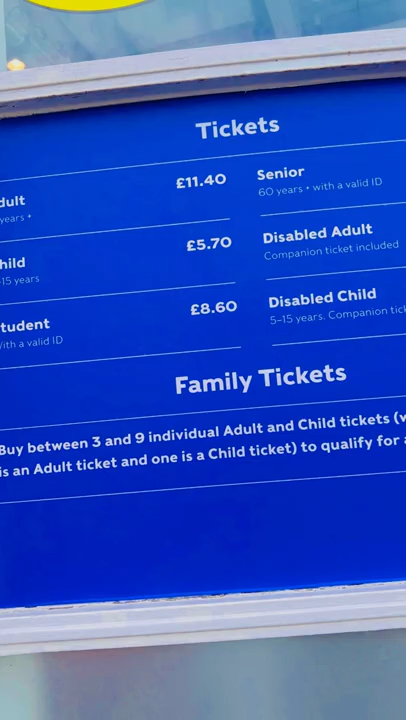 Tickets
dult
years +
£11.40
hild
-15 years
£5.70
tudent
ith a valid ID
£8.60
Senior
60 years + with a valid ID
Disabled Adult
Companion ticket included
Disabled Child
5–15 years. Companion tick
Family Tickets
Buy between 3 and 9 individual Adult and Child tickets (
is an Adult ticket and one is a Child ticket) to qualify for